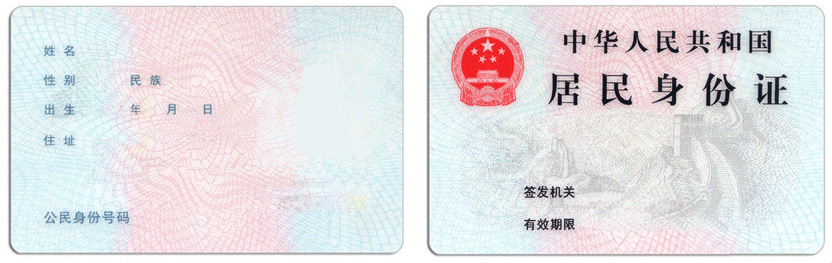 姓 名
性 别 民 族
出 生 年 月 日
住 址
公民身份号码
中华人民共和国
居民身份证
签发机关
有效期限